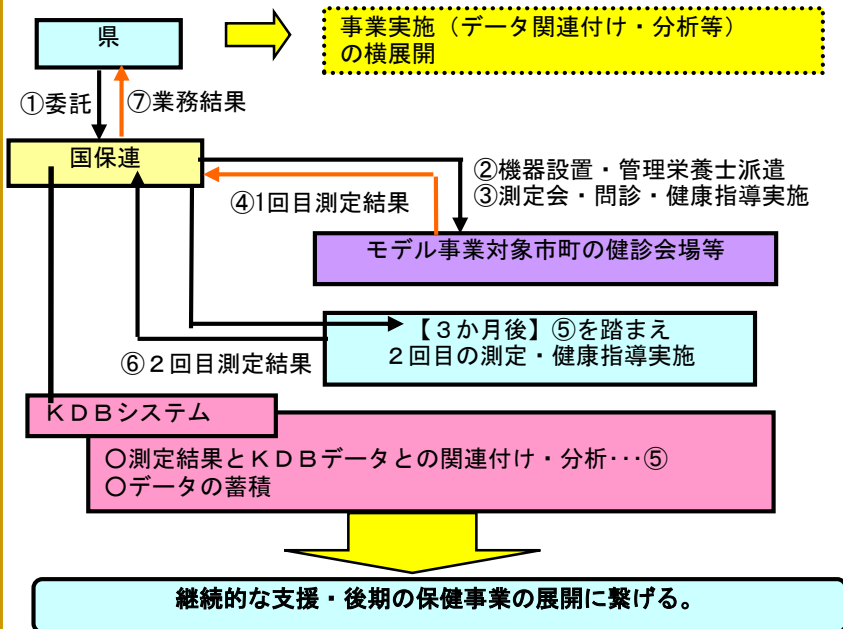 県
事業実施（データ関連付け・分析等）
の横展開
①委託
⑦業務結果
国保連
②機器設置・管理栄養士派遣
③測定会・問診・健康指導実施
④1回目測定結果
モデル事業対象市町の健診会場等
【３か月後】⑤を踏まえ
２回目の測定・健康指導実施
⑥２回目測定結果
ＫＤＢシステム
○測定結果とＫＤＢデータとの関連付け・分析･･･⑤
○データの蓄積
継続的な支援・後期の保健事業の展開に繋げる。